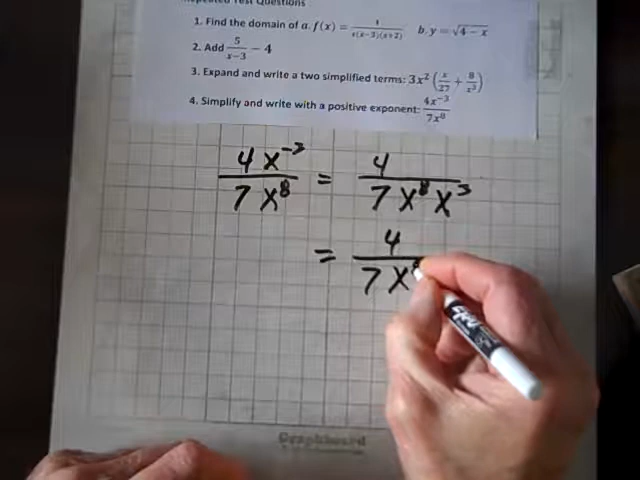 Repeated Test Questions
1. Find the domain of a. f(x) = 1/(x(x−3)(x+2)) b. y = √(4 − x)
2. Add 5/(x−3) − 4
3. Expand and write a two simplified terms: 3x² (x/27 + 8/x³)
4. Simplify and write with a positive exponent: 4x⁻³/7x⁸
4x⁻³/7x⁸ = 4/7x⁸x³
= 4/7x
Graphboard